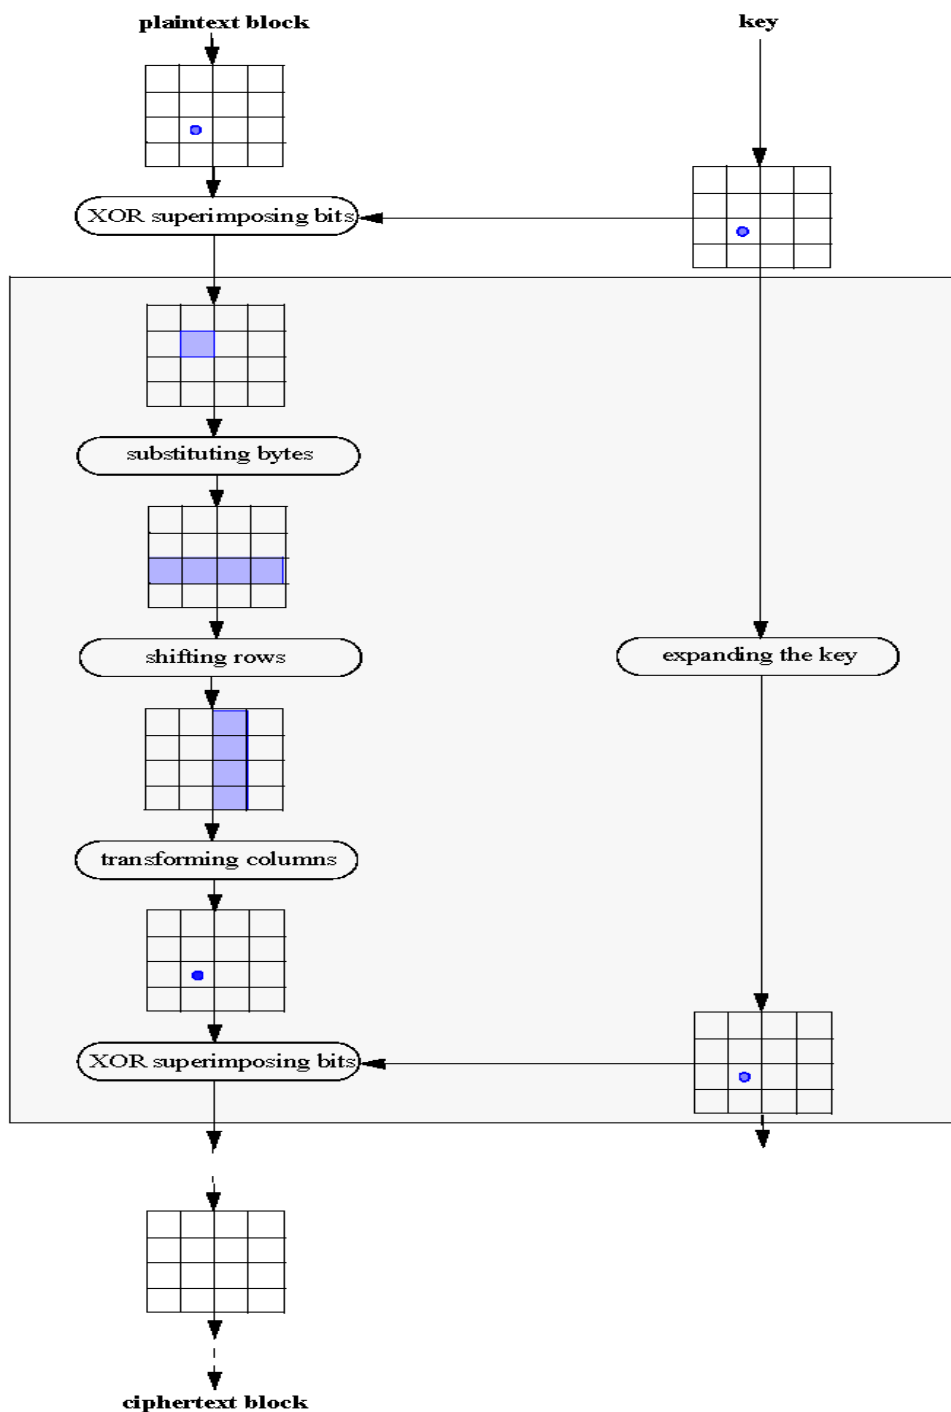 plaintext block
key
XOR superimposing bits
substituting bytes
shifting rows
expanding the key
transforming columns
XOR superimposing bits
ciphertext block